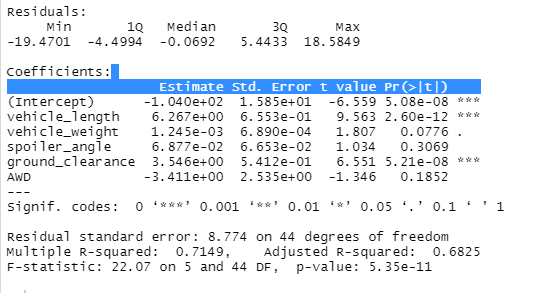 Residuals:
     Min       1Q   Median       3Q      Max
-19.4701  -4.4994  -0.0692   5.4433  18.5849
Coefficients:
                   Estimate Std. Error t value Pr(>|t|)
(Intercept)      -1.040e+02  1.585e+01  -6.559 5.08e-08 ***
vehicle_length    6.267e+00  6.553e-01   9.563 2.60e-12 ***
vehicle_weight    1.245e-03  6.890e-04   1.807   0.0776 .
spoiler_angle     6.877e-02  6.653e-02   1.034   0.3069
ground_clearance  3.546e+00  5.412e-01   6.551 5.21e-08 ***
AWD              -3.411e+00  2.535e+00  -1.346   0.1852
---
Signif. codes:  0 ‘***’ 0.001 ‘**’ 0.01 ‘*’ 0.05 ‘.’ 0.1 ‘ ’ 1
Residual standard error: 8.774 on 44 degrees of freedom
Multiple R-squared:  0.7149,    Adjusted R-squared:  0.6825
F-statistic: 22.07 on 5 and 44 DF,  p-value: 5.35e-11